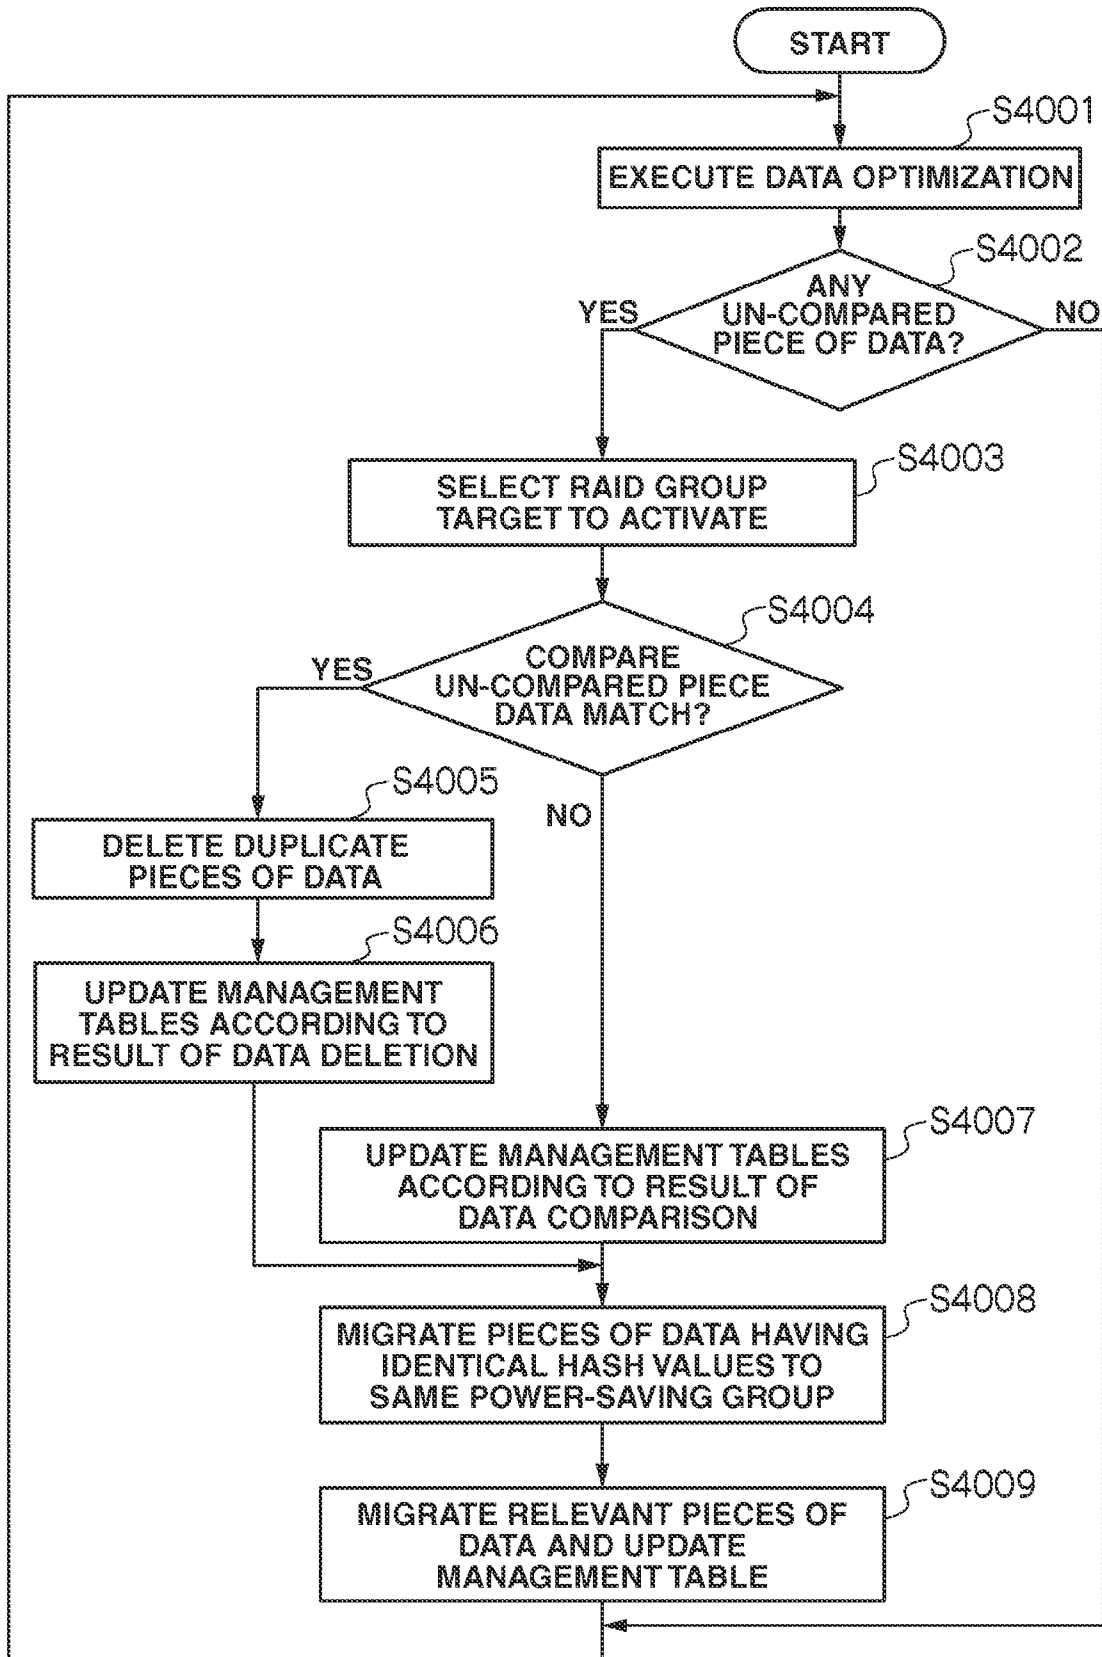 START
S4001
EXECUTE DATA OPTIMIZATION
S4002
ANY
UN-COMPARED
PIECE OF DATA?
YES
NO
S4003
SELECT RAID GROUP
TARGET TO ACTIVATE
S4004
COMPARE
UN-COMPARED PIECE
DATA MATCH?
YES
NO
S4005
DELETE DUPLICATE
PIECES OF DATA
S4006
UPDATE MANAGEMENT
TABLES ACCORDING TO
RESULT OF DATA DELETION
S4007
UPDATE MANAGEMENT TABLES
ACCORDING TO RESULT OF
DATA COMPARISON
S4008
MIGRATE PIECES OF DATA HAVING
IDENTICAL HASH VALUES TO
SAME POWER-SAVING GROUP
S4009
MIGRATE RELEVANT PIECES OF
DATA AND UPDATE
MANAGEMENT TABLE